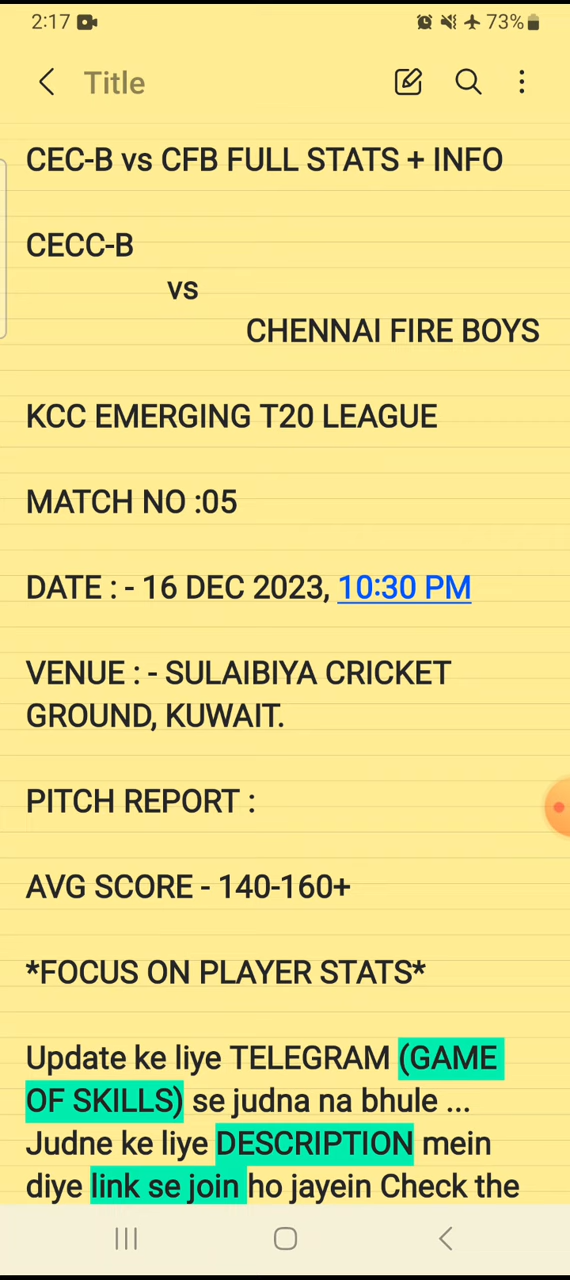 2:17
73%
Title
CEC-B vs CFB FULL STATS + INFO
CECC-B
vs
CHENNAI FIRE BOYS
KCC EMERGING T20 LEAGUE
MATCH NO :05
DATE : - 16 DEC 2023, 10:30 PM
VENUE : - SULAIBIYA CRICKET
GROUND, KUWAIT.
PITCH REPORT :
AVG SCORE - 140-160+
*FOCUS ON PLAYER STATS*
Update ke liye TELEGRAM (GAME
OF SKILLS) se judna na bhule ...
Judne ke liye DESCRIPTION mein
diye link se join ho jayein Check the